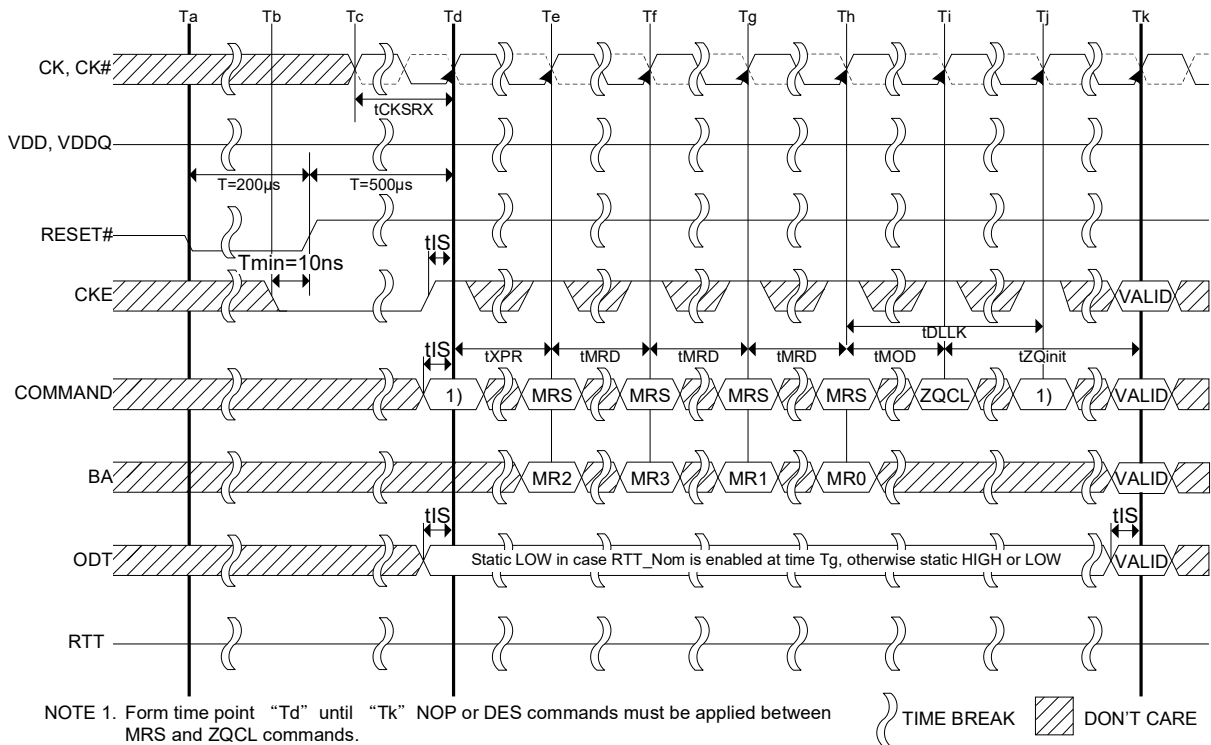 Ta Tb Tc Td Te Tf Tg Th Ti Tj Tk
CK, CK#
tCKSRX
VDD, VDDQ
T=200µs T=500µs
RESET#
tIS
Tmin=10ns
CKE VALID
tDLLK
tIS tXPR tMRD tMRD tMRD tMOD tZQinit
COMMAND 1) MRS MRS MRS MRS ZQCL 1) VALID
BA MR2 MR3 MR1 MR0 VALID
tIS tIS
ODT Static LOW in case RTT_Nom is enabled at time Tg, otherwise static HIGH or LOW VALID
RTT
NOTE 1. Form time point “Td” until “Tk” NOP or DES commands must be applied between
MRS and ZQCL commands.
TIME BREAK DON'T CARE